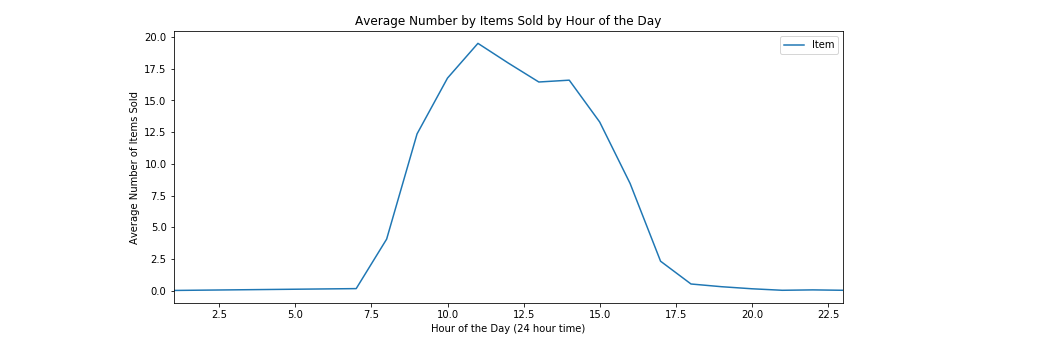 Average Number by Items Sold by Hour of the Day
Item
20.0
17.5
15.0
12.5
10.0
7.5
5.0
2.5
0.0
Average Number of Items Sold
2.5 5.0 7.5 10.0 12.5 15.0 17.5 20.0 22.5
Hour of the Day (24 hour time)